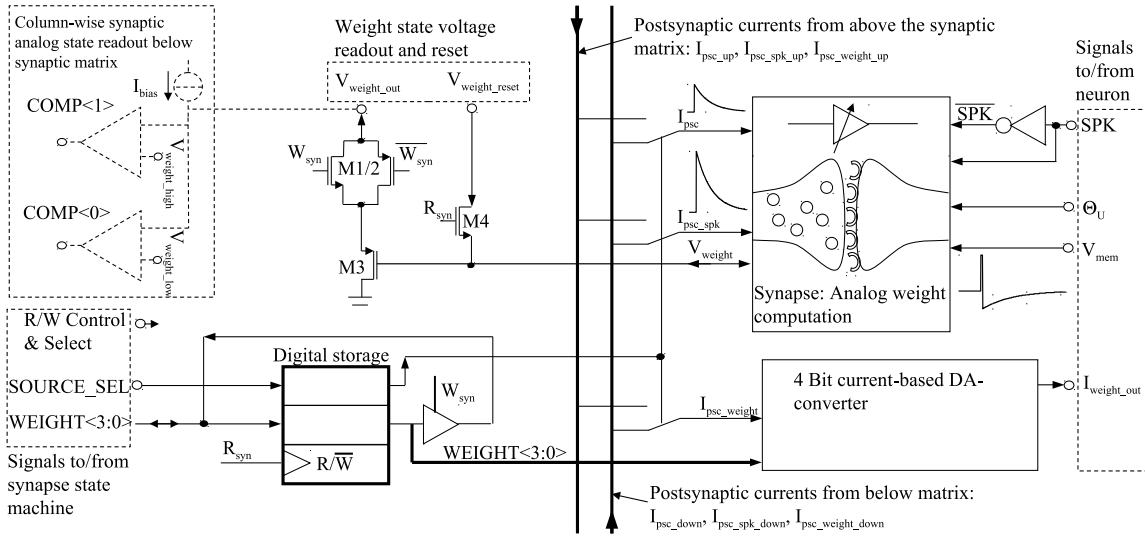 Column-wise synaptic
analog state readout below
synaptic matrix
I_bias
COMP<1>
V_weight_high
COMP<0>
V_weight_low
Weight state voltage
readout and reset
V_weight_out
V_weight_reset
W_syn
M1/2
W̅_s̅y̅n̅
R_syn
M4
M3
V_weight
Postsynaptic currents from above the synaptic
matrix: I_psc_up, I_psc_spk_up, I_psc_weight_up
I_psc
I_psc_spk
Synapse: Analog weight
computation
Signals
to/from
neuron
S̅P̅K̅
SPK
Θ_U
V_mem
R/W Control
& Select
SOURCE_SEL
WEIGHT<3:0>
Signals to/from
synapse state
machine
Digital storage
R_syn
R/W̅
W_syn
WEIGHT<3:0>
I_psc_weight
4 Bit current-based DA-
converter
I_weight_out
Postsynaptic currents from below matrix:
I_psc_down, I_psc_spk_down, I_psc_weight_down